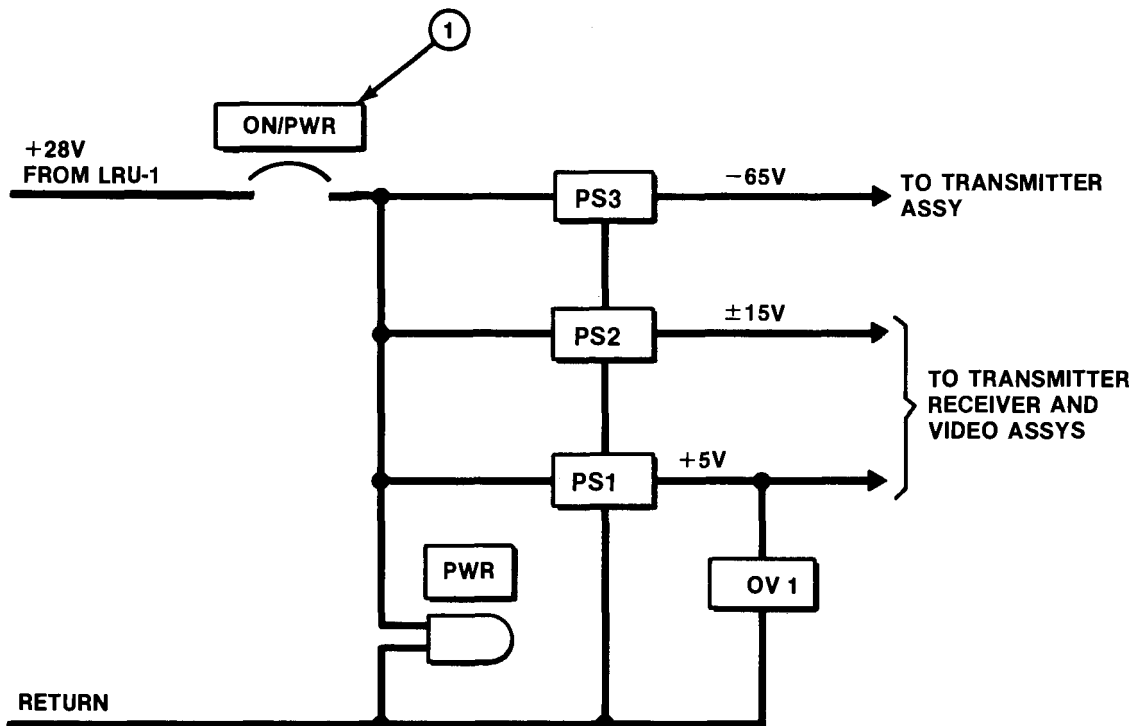 1
ON/PWR
+28V
FROM LRU-1
PS3
−65V
TO TRANSMITTER
ASSY
PS2
±15V
TO TRANSMITTER
RECEIVER AND
VIDEO ASSYS
PS1
+5V
PWR
OV 1
RETURN